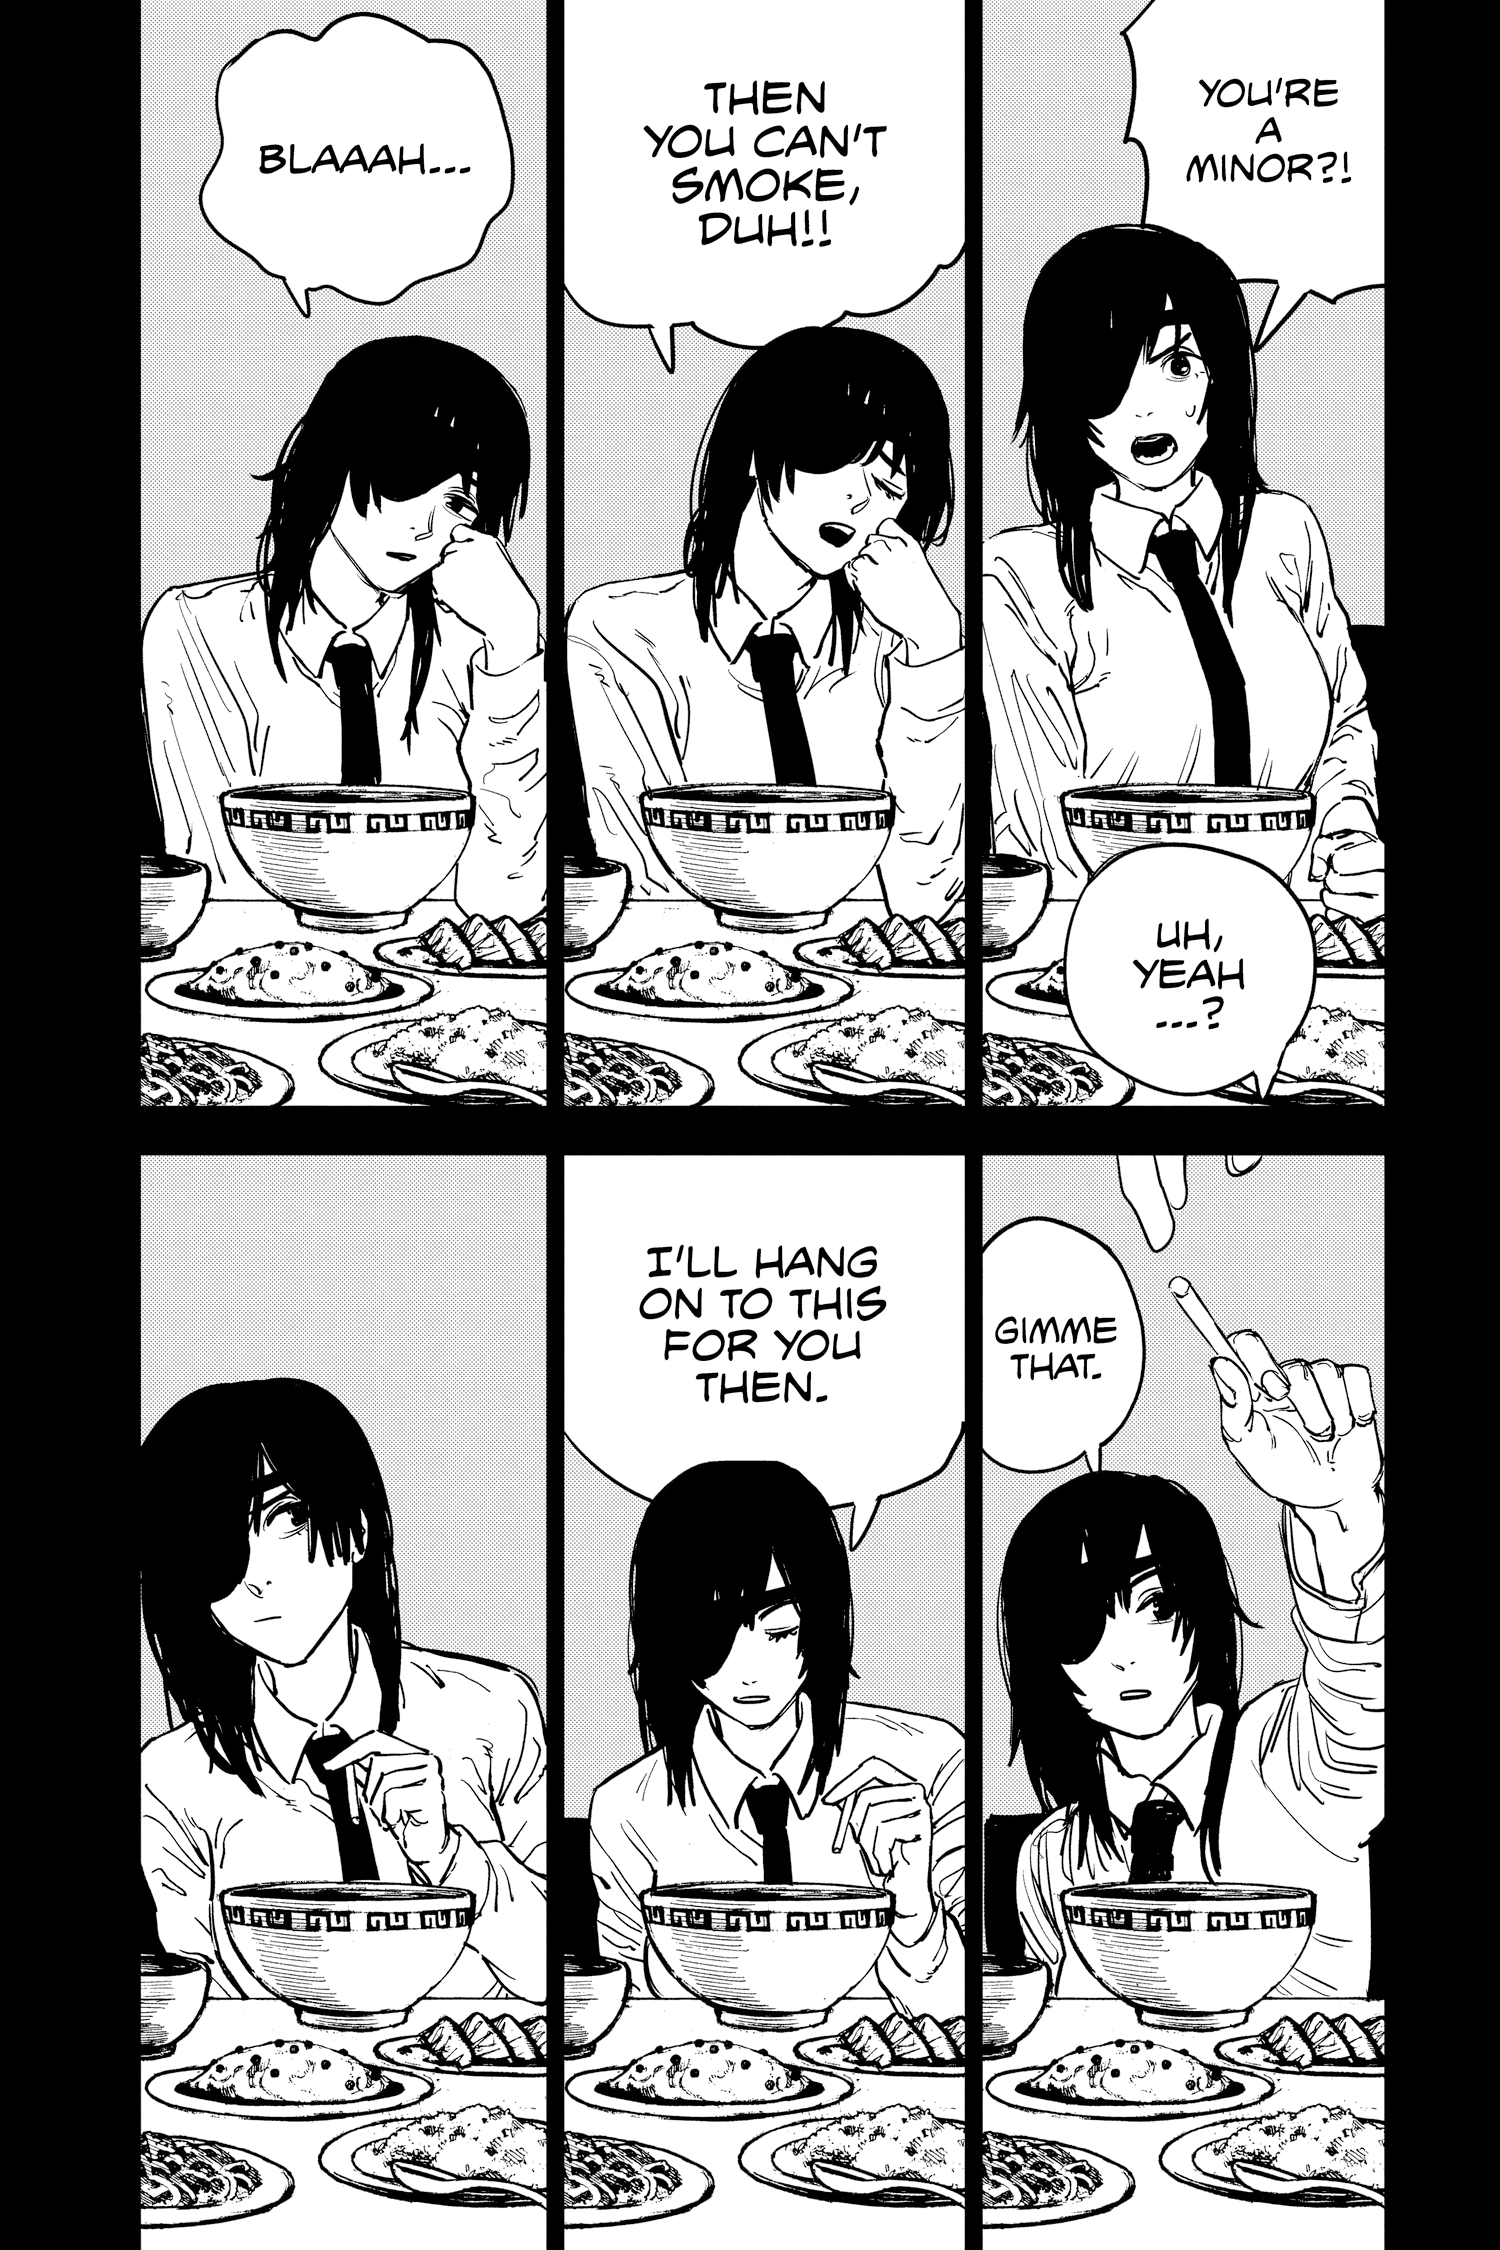 YOU'RE
A
MINOR?!
UH,
YEAH
...?
THEN
YOU CAN'T
SMOKE,
DUH!!
BLAAAH...
GIMME
THAT.
I'LL HANG
ON TO THIS
FOR YOU
THEN.